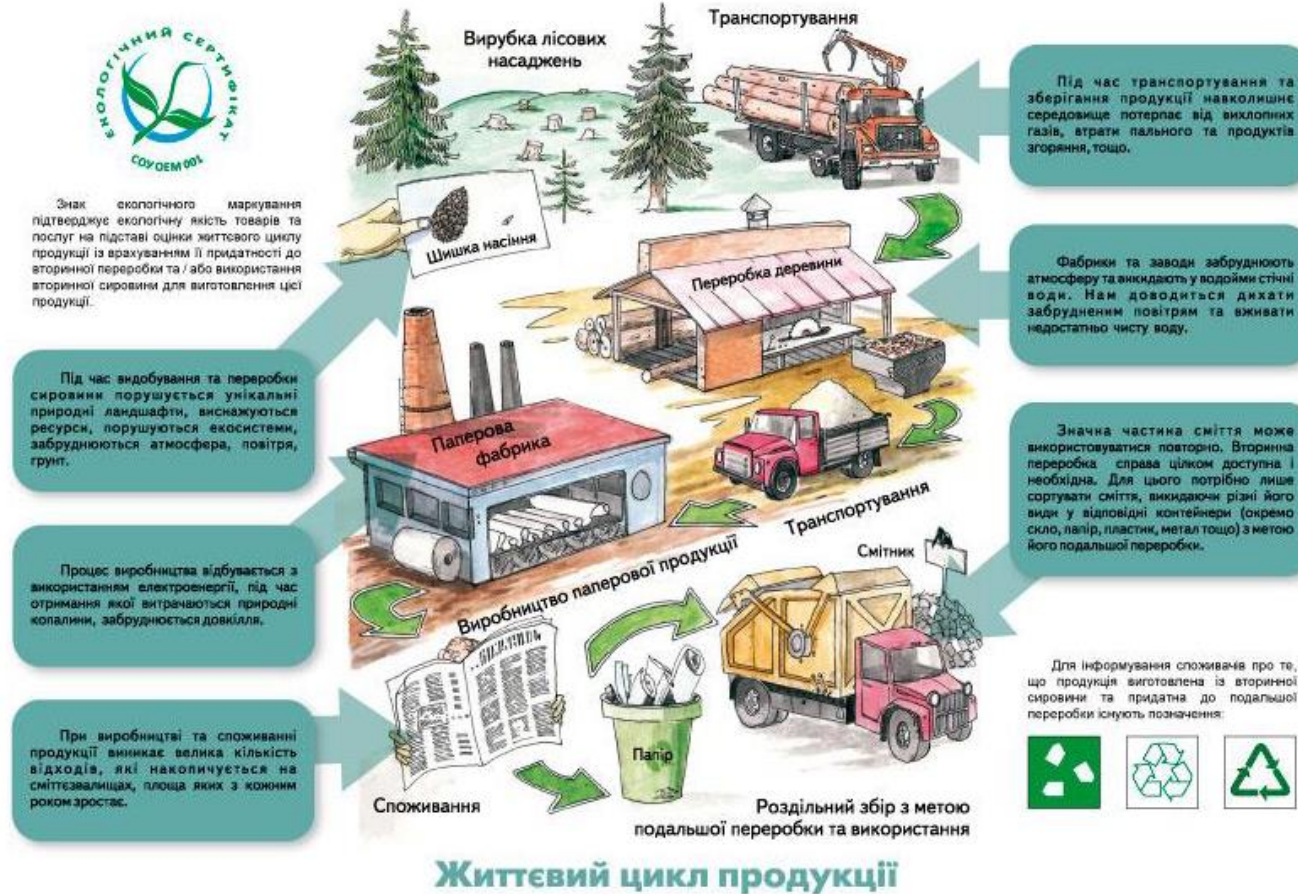 ЕКОЛОГІЧНИЙ СЕРТИФІКАТ
СОУ ОЕМ 001
Знак екологічного маркування
підтверджує екологічну якість товарів та
послуг на підставі оцінки життєвого циклу
продукції із врахуванням її придатності до
вторинної переробки та / або використання
вторинної сировини для виготовлення цієї
продукції.
Під час видобування та переробки
сировини порушується унікальні
природні ландшафти, виснажуються
ресурси, порушуються екосистеми,
забруднюються атмосфера, повітря,
грунт.
Процес виробництва відбувається з
використанням електроенергії, під час
отримання якої витрачаються природні
копалини, забруднюється довкілля.
При виробництві та споживанні
продукції виникає велика кількість
відходів, які накопичується на
сміттєзвалищах, площа яких з кожним
роком зростає.
Вирубка лісових
насаджень
Транспортування
Шишка насіння
Переробка деревини
Паперова
фабрика
Транспортування
Виробництво паперової продукції
Смітник
Папір
Споживання
Роздільний збір з метою
подальшої переробки та використання
Під час транспортування та
зберігання продукції навколишнє
середовище потерпає від вихлопних
газів, втрати пального та продуктів
згоряння, тощо.
Фабрики та заводи забруднюють
атмосферу та викидають у водойми стічні
води. Нам доводиться дихати
забрудненим повітрям та вживати
недостатньо чисту воду.
Значна частина сміття може
використовуватися повторно. Вторинна
переробка справа цілком доступна і
необхідна. Для цього потрібно лише
сортувати сміття, викидаючи різні його
види у відповідні контейнери (окремо
скло, папір, пластик, метал тощо) з метою
його подальшої переробки.
Для інформування споживачів про те,
що продукція виготовлена із вторинної
сировини та придатна до подальшої
переробки існують позначення:
Життєвий цикл продукції